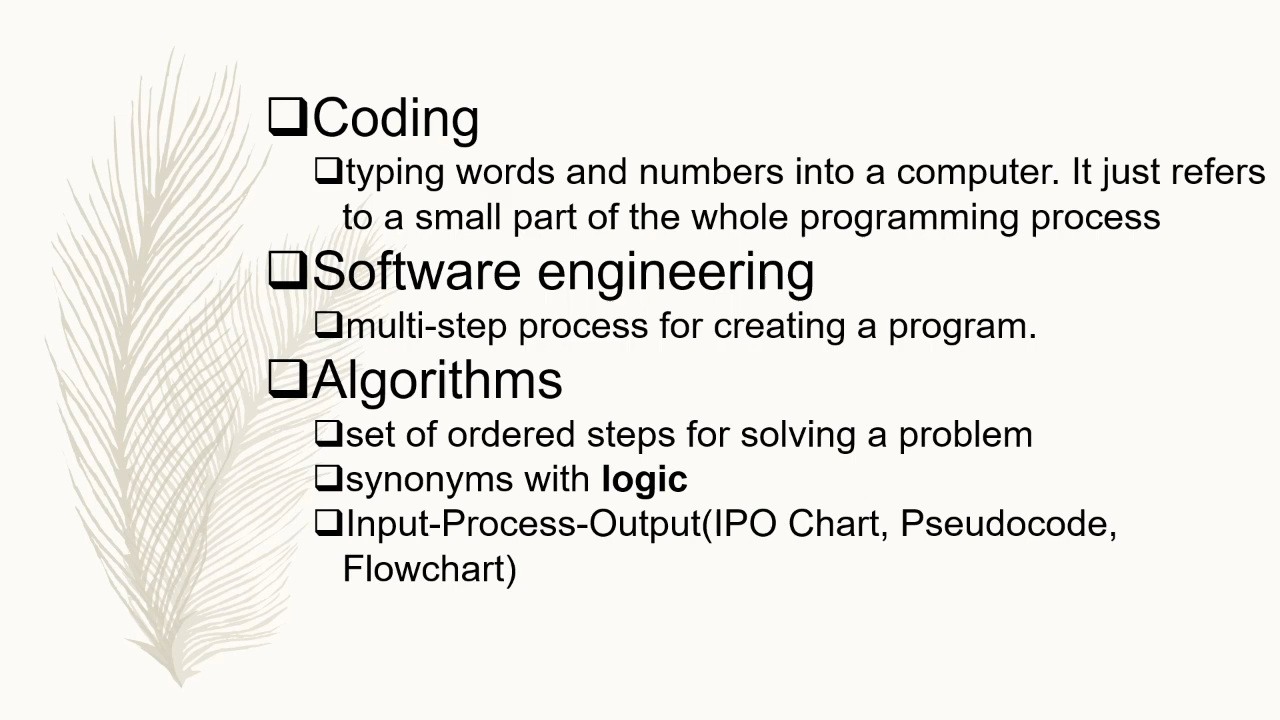 ❑Coding
❑typing words and numbers into a computer. It just refers
to a small part of the whole programming process
❑Software engineering
❑multi-step process for creating a program.
❑Algorithms
❑set of ordered steps for solving a problem
❑synonyms with logic
❑Input-Process-Output(IPO Chart, Pseudocode,
Flowchart)